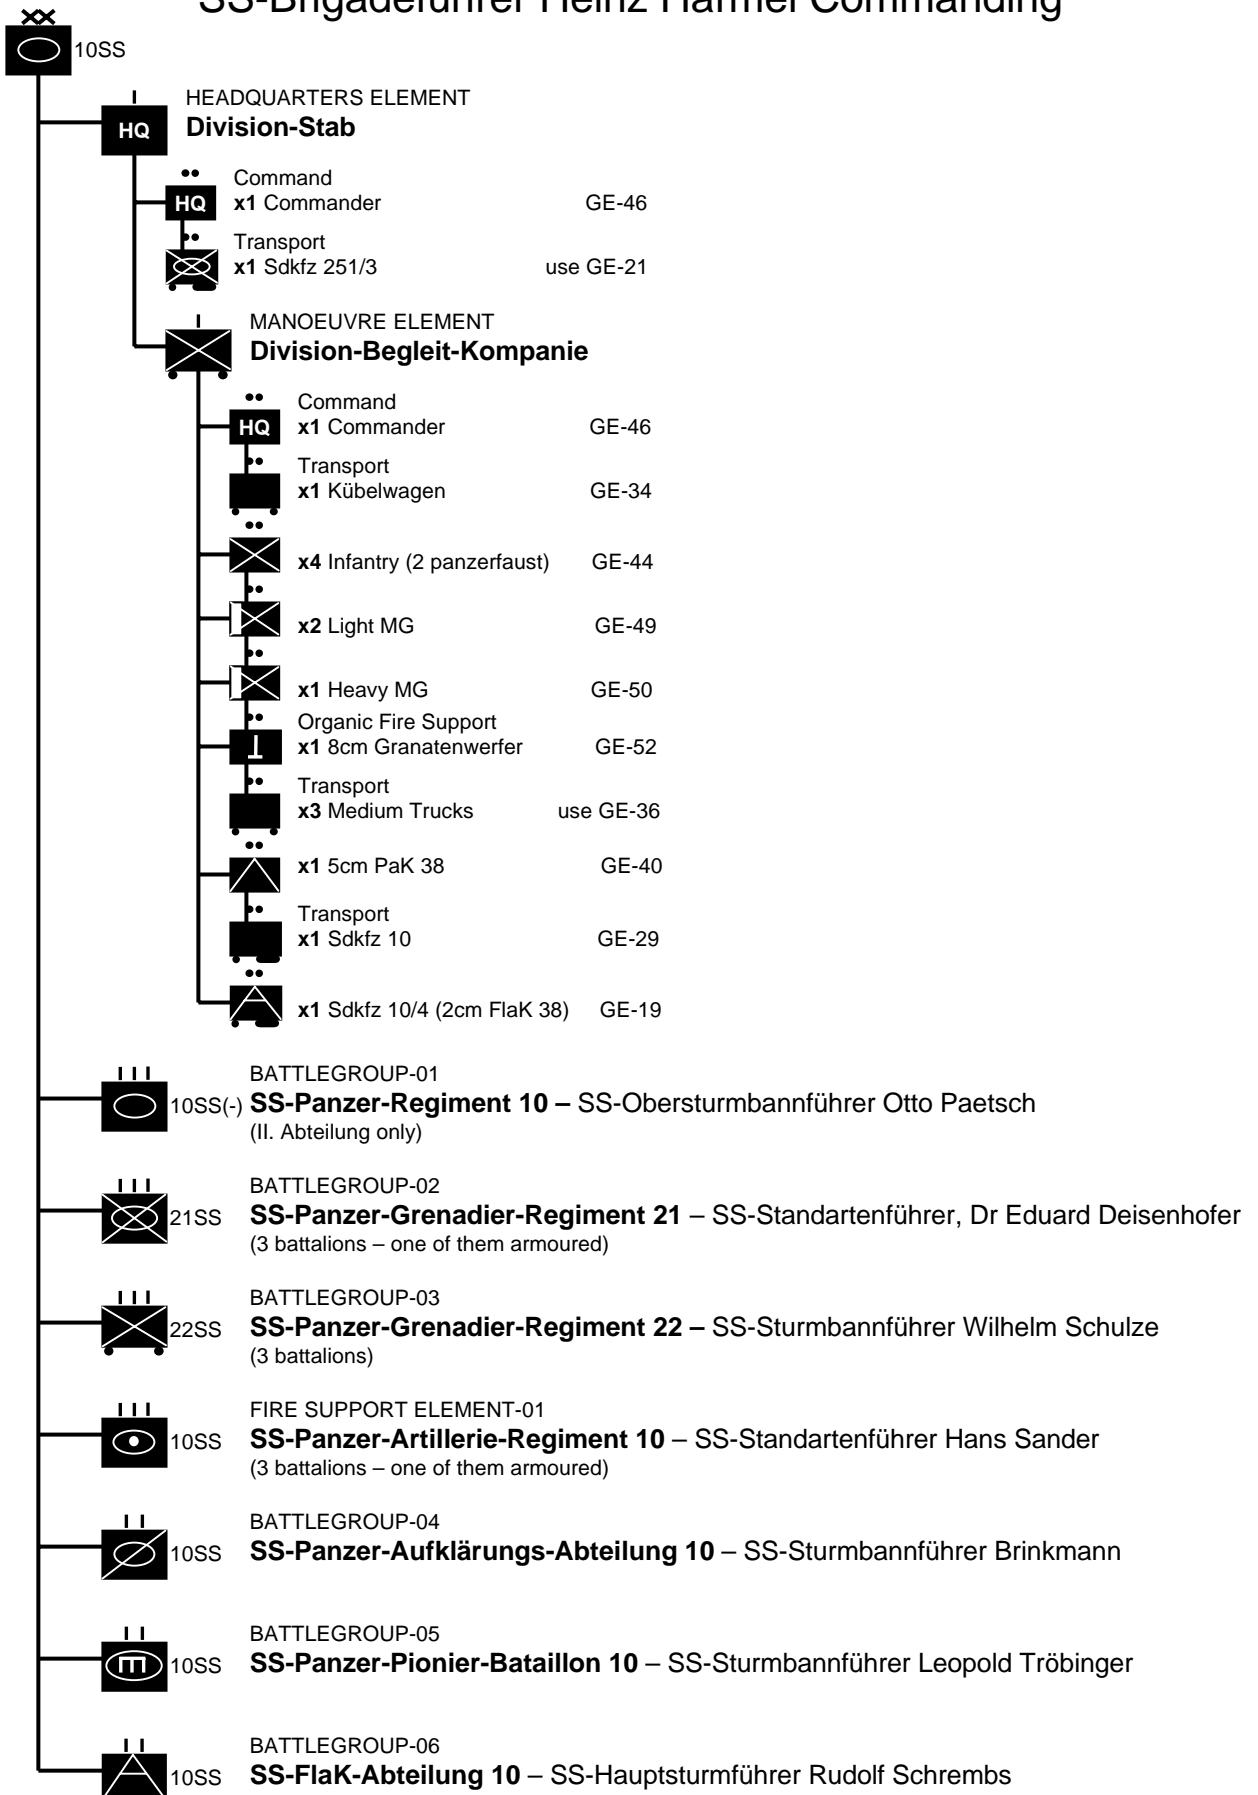 SS-Brigadeführer Heinz Harmel Commanding
10SS
HEADQUARTERS ELEMENT
HQ Division-Stab
Command
HQ x1 Commander GE-46
Transport
x1 Sdkfz 251/3 use GE-21
MANOEUVRE ELEMENT
Division-Begleit-Kompanie
Command
HQ x1 Commander GE-46
Transport
x1 Kübelwagen GE-34
x4 Infantry (2 panzerfaust) GE-44
x2 Light MG GE-49
x1 Heavy MG GE-50
Organic Fire Support
x1 8cm Granatenwerfer GE-52
Transport
x3 Medium Trucks use GE-36
x1 5cm PaK 38 GE-40
Transport
x1 Sdkfz 10 GE-29
x1 Sdkfz 10/4 (2cm FlaK 38) GE-19
BATTLEGROUP-01
10SS(-) SS-Panzer-Regiment 10 – SS-Obersturmbannführer Otto Paetsch
(II. Abteilung only)
BATTLEGROUP-02
21SS SS-Panzer-Grenadier-Regiment 21 – SS-Standartenführer, Dr Eduard Deisenhofer
(3 battalions – one of them armoured)
BATTLEGROUP-03
22SS SS-Panzer-Grenadier-Regiment 22 – SS-Sturmbannführer Wilhelm Schulze
(3 battalions)
FIRE SUPPORT ELEMENT-01
10SS SS-Panzer-Artillerie-Regiment 10 – SS-Standartenführer Hans Sander
(3 battalions – one of them armoured)
BATTLEGROUP-04
10SS SS-Panzer-Aufklärungs-Abteilung 10 – SS-Sturmbannführer Brinkmann
BATTLEGROUP-05
10SS SS-Panzer-Pionier-Bataillon 10 – SS-Sturmbannführer Leopold Tröbinger
BATTLEGROUP-06
10SS SS-FlaK-Abteilung 10 – SS-Hauptsturmführer Rudolf Schrembs